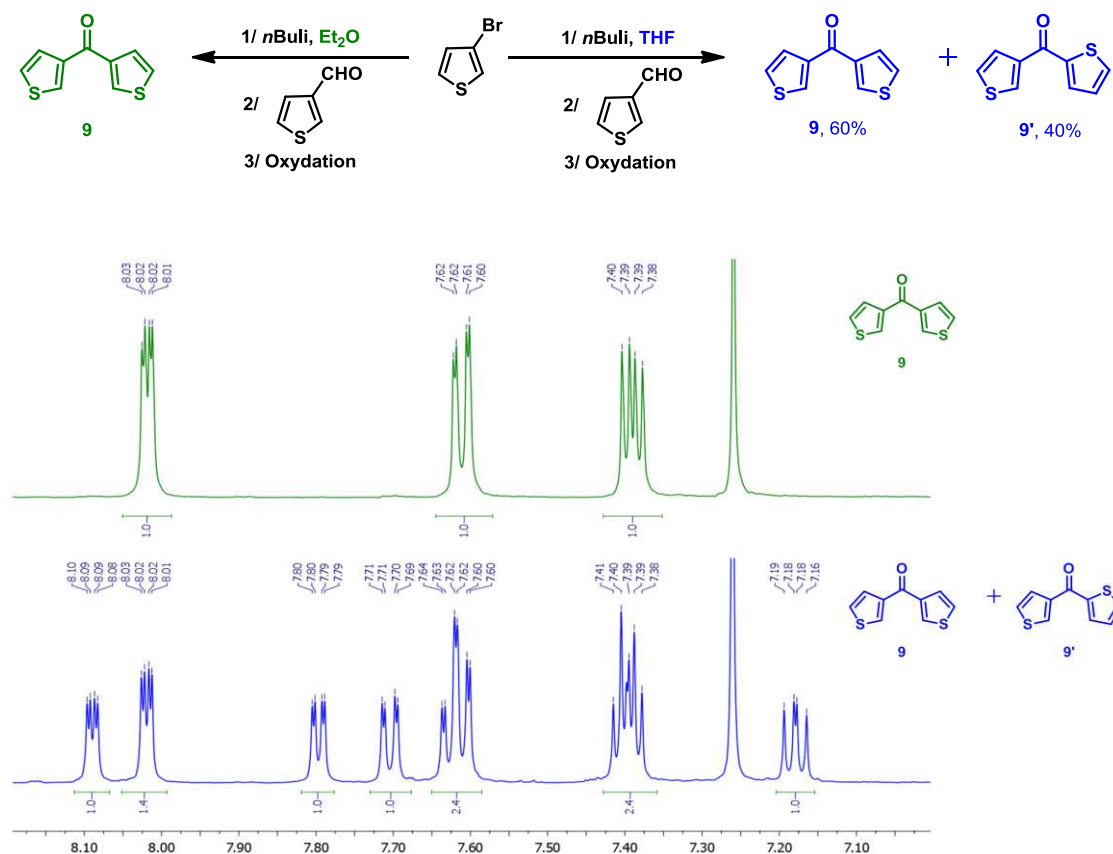 O
S
S
9
1/ nBuli, Et₂O
CHO
2/
S
3/ Oxydation
Br
S
1/ nBuli, THF
CHO
2/
S
3/ Oxydation
O
S
S
9, 60%
+
O
S
S
9', 40%
8.03
8.02
8.02
8.01
7.62
7.62
7.61
7.60
7.40
7.39
7.39
7.38
O
S
S
9
1.0
1.0
1.0
8.10
8.09
8.09
8.08
8.03
8.02
8.02
8.01
7.80
7.80
7.79
7.79
7.71
7.71
7.70
7.69
7.64
7.63
7.62
7.62
7.60
7.60
7.41
7.40
7.39
7.39
7.38
7.19
7.18
7.18
7.16
O
S
S
9
+
O
S
S
9'
1.0
1.4
1.0
1.0
2.4
2.4
1.0
8.10
8.00
7.90
7.80
7.70
7.60
7.50
7.40
7.30
7.20
7.10